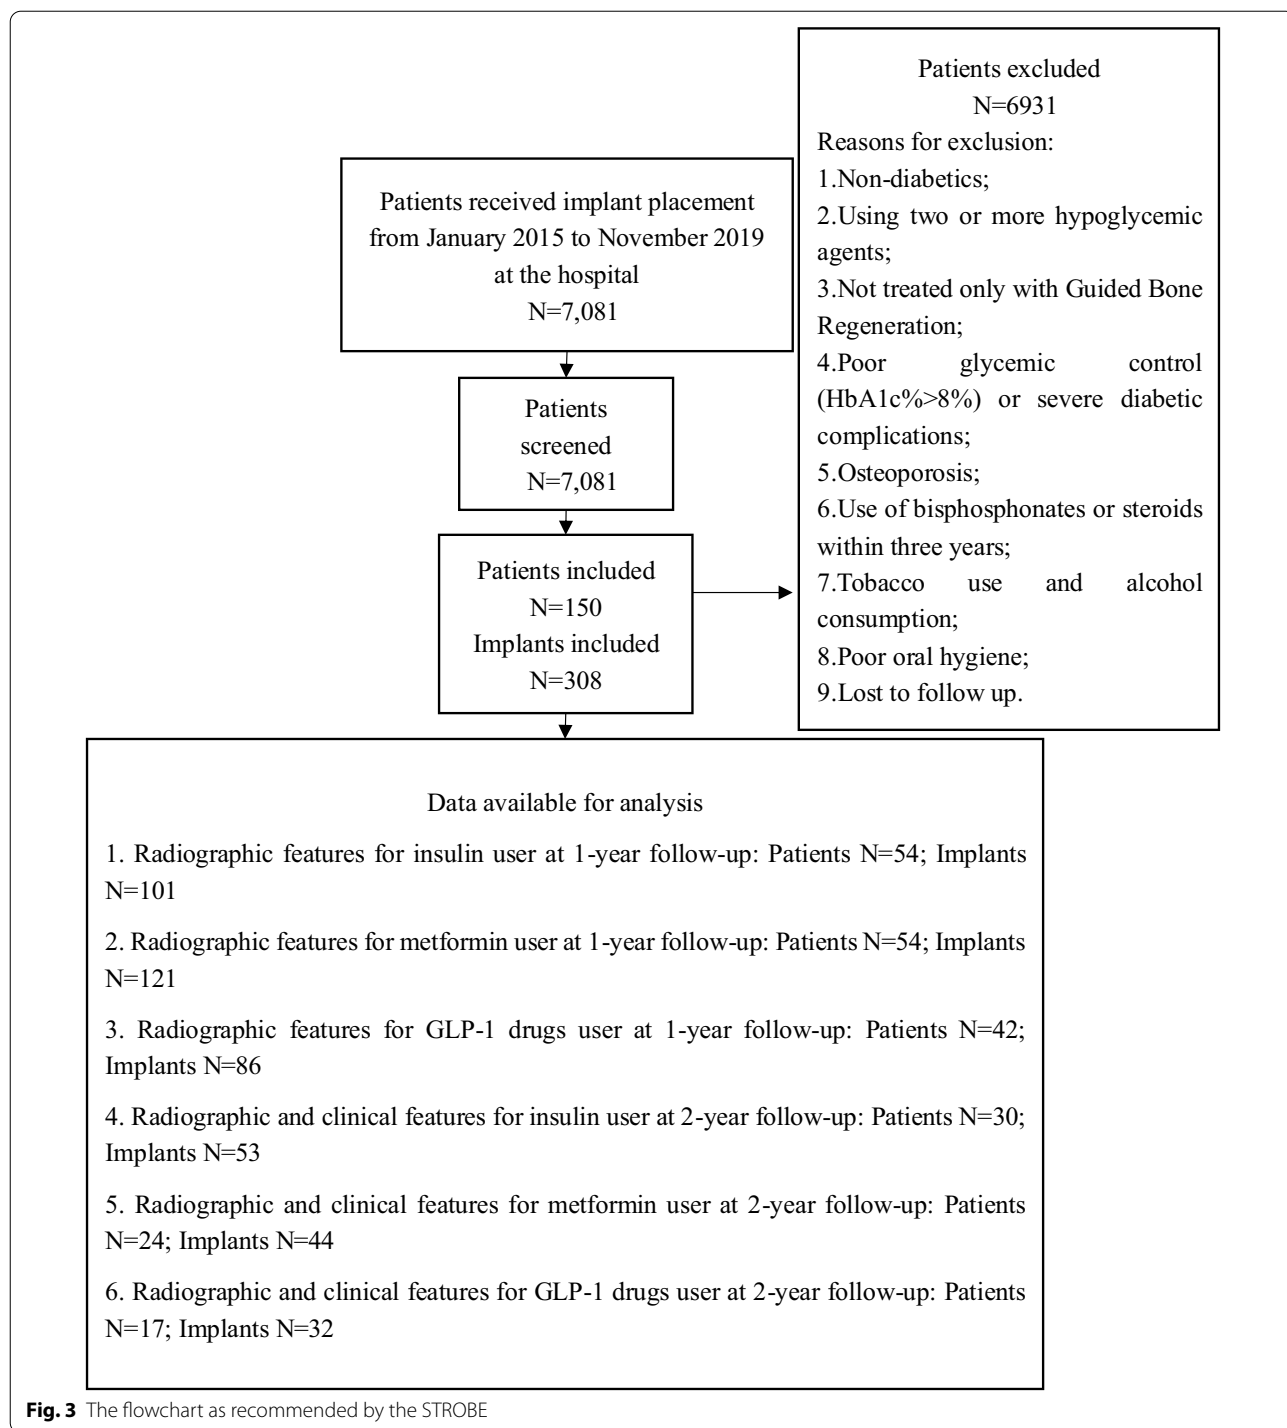 Patients excluded
N=6931
Reasons for exclusion:
1.Non-diabetics;
2.Using two or more hypoglycemic
agents;
3.Not treated only with Guided Bone
Regeneration;
4.Poor glycemic control
(HbA1c%>8%) or severe diabetic
complications;
5.Osteoporosis;
6.Use of bisphosphonates or steroids
within three years;
7.Tobacco use and alcohol
consumption;
8.Poor oral hygiene;
9.Lost to follow up.
Patients received implant placement
from January 2015 to November 2019
at the hospital
N=7,081
Patients
screened
N=7,081
Patients included
N=150
Implants included
N=308
Data available for analysis
1. Radiographic features for insulin user at 1-year follow-up: Patients N=54; Implants
N=101
2. Radiographic features for metformin user at 1-year follow-up: Patients N=54; Implants
N=121
3. Radiographic features for GLP-1 drugs user at 1-year follow-up: Patients N=42;
Implants N=86
4. Radiographic and clinical features for insulin user at 2-year follow-up: Patients N=30;
Implants N=53
5. Radiographic and clinical features for metformin user at 2-year follow-up: Patients
N=24; Implants N=44
6. Radiographic and clinical features for GLP-1 drugs user at 2-year follow-up: Patients
N=17; Implants N=32
Fig. 3 The flowchart as recommended by the STROBE